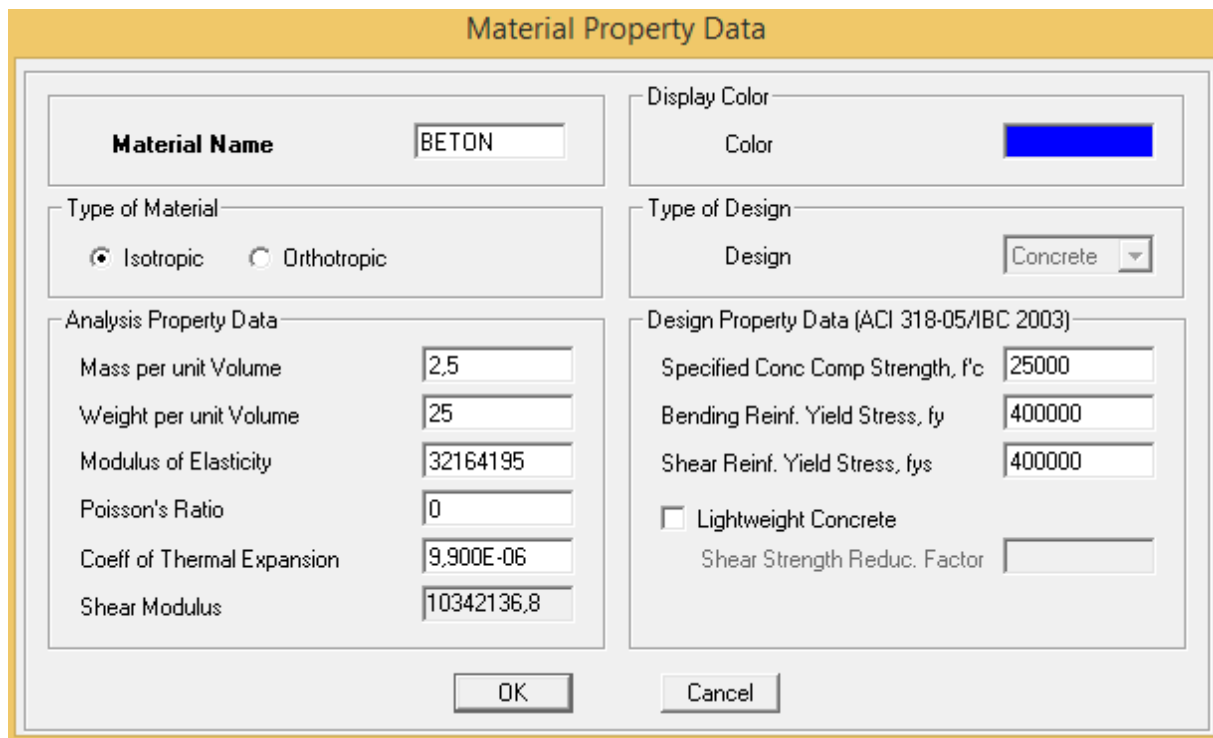 Material Property Data
Material Name BETON
Display Color
Color
Type of Material
Isotropic Orthotropic
Type of Design
Design Concrete
Analysis Property Data
Mass per unit Volume 2,5
Weight per unit Volume 25
Modulus of Elasticity 32164195
Poisson's Ratio 0
Coeff of Thermal Expansion 9,900E-06
Shear Modulus 10342136,8
Design Property Data (ACI 318-05/IBC 2003)
Specified Conc Comp Strength, f'c 25000
Bending Reinf. Yield Stress, fy 400000
Shear Reinf. Yield Stress, fys 400000
Lightweight Concrete
Shear Strength Reduc. Factor
OK Cancel